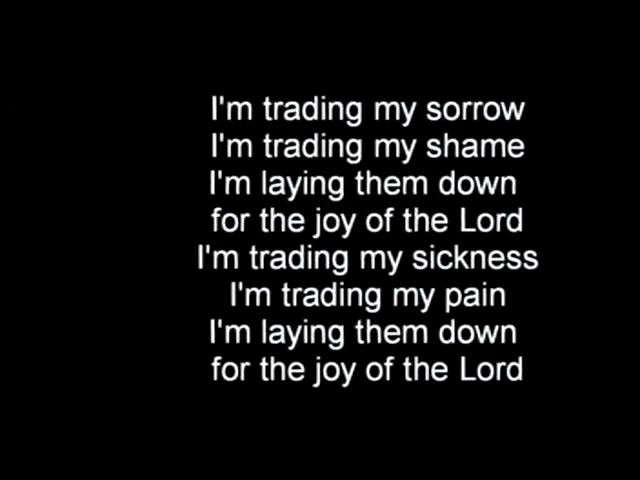 I'm trading my sorrow
I'm trading my shame
I'm laying them down
for the joy of the Lord
I'm trading my sickness
I'm trading my pain
I'm laying them down
for the joy of the Lord